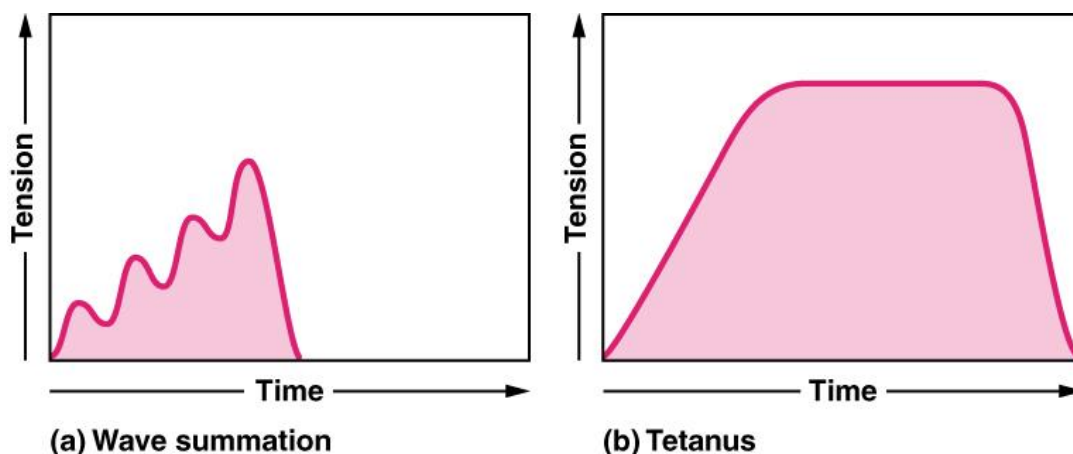 Tension
Time
(a) Wave summation
Tension
Time
(b) Tetanus